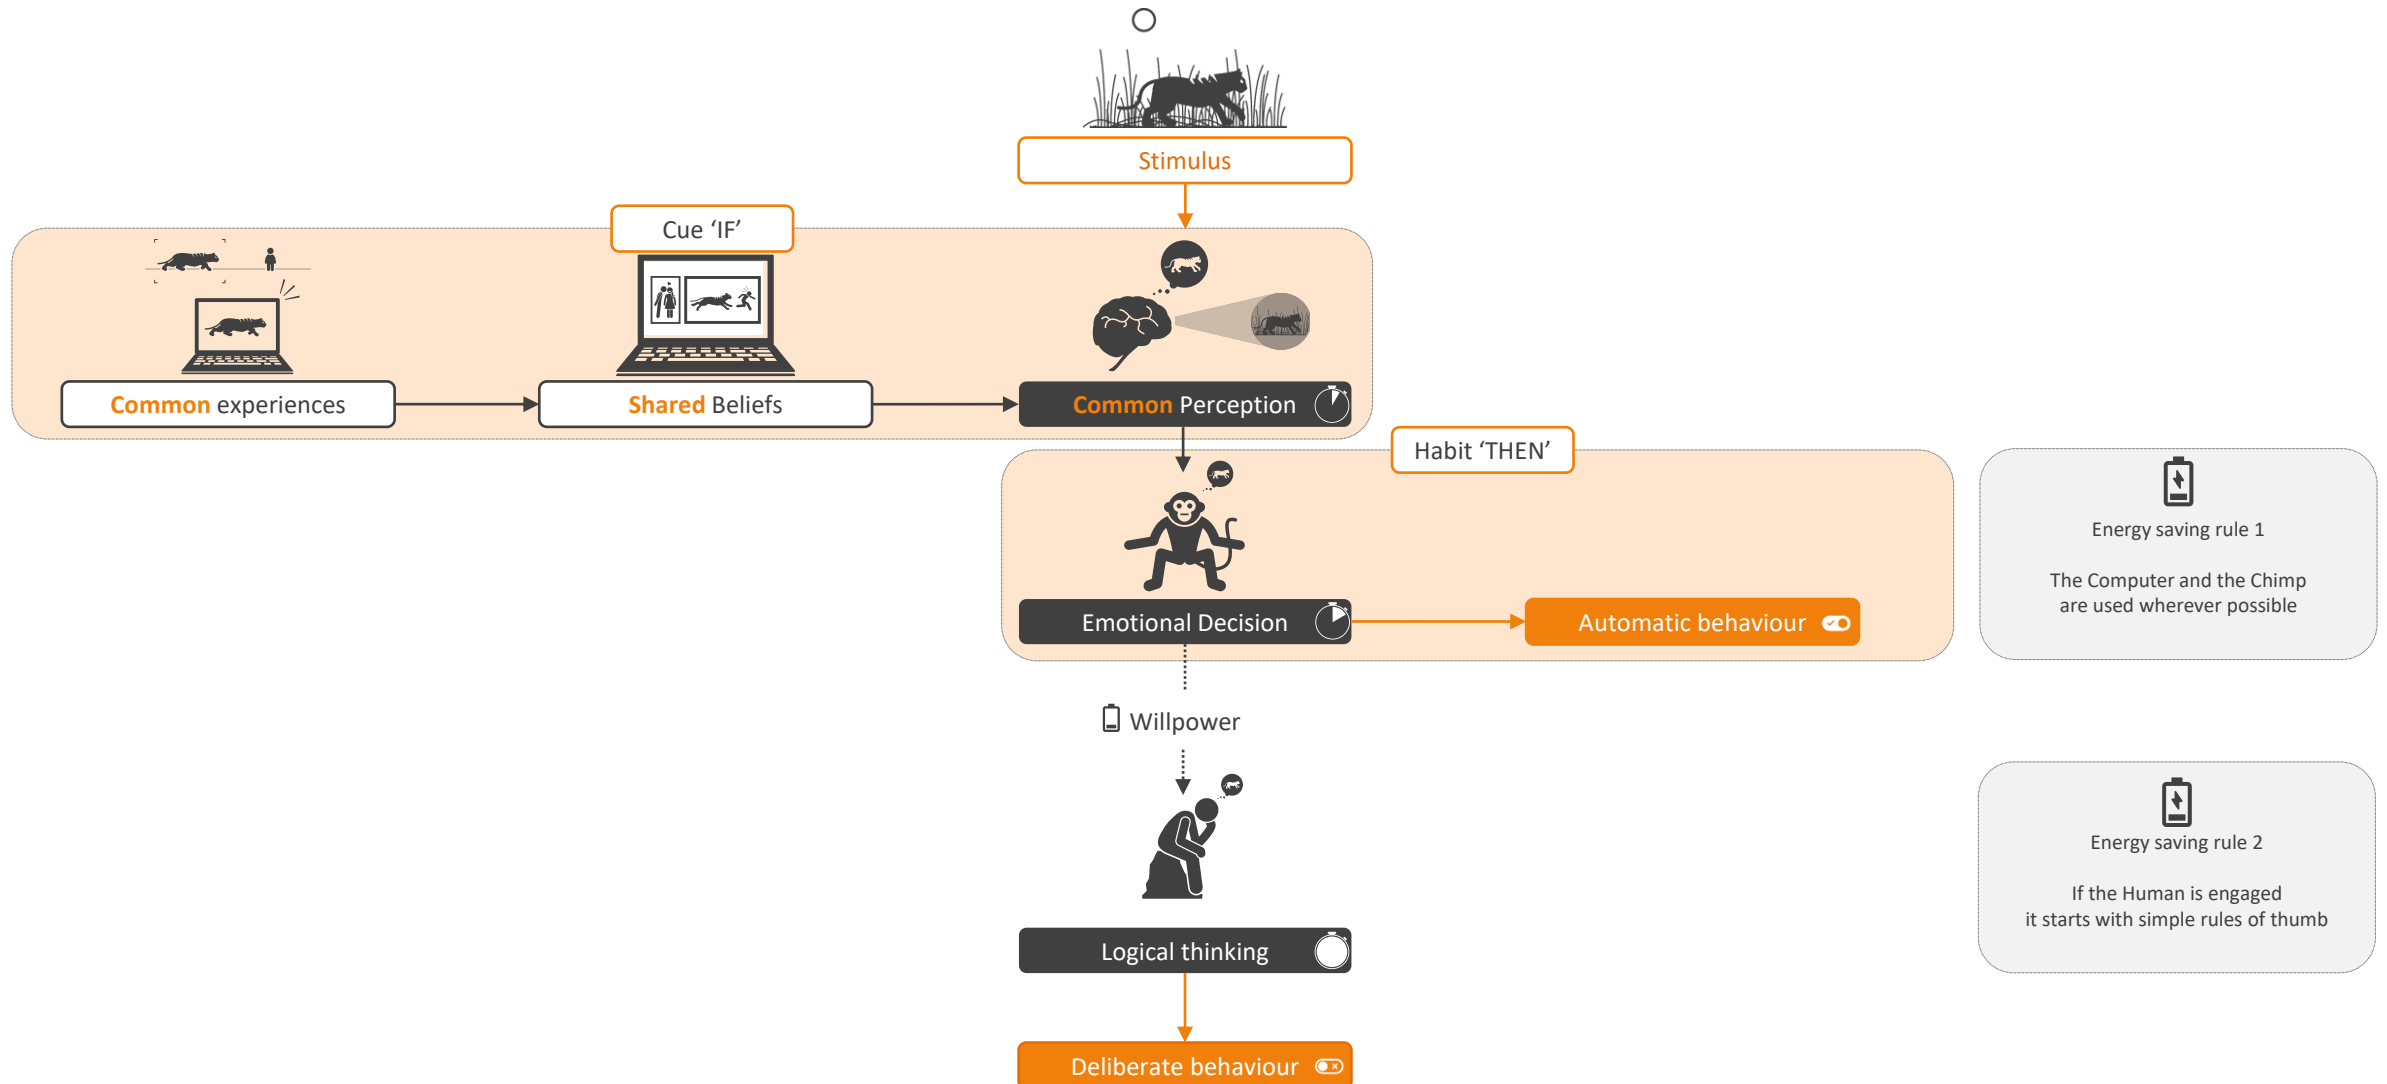 Stimulus
Cue ‘IF’
Common experiences
Shared Beliefs
Common Perception
Habit ‘THEN’
Emotional Decision
Automatic behaviour
Energy saving rule 1
The Computer and the Chimp
are used wherever possible
Willpower
Logical thinking
Energy saving rule 2
If the Human is engaged
it starts with simple rules of thumb
Deliberate behaviour